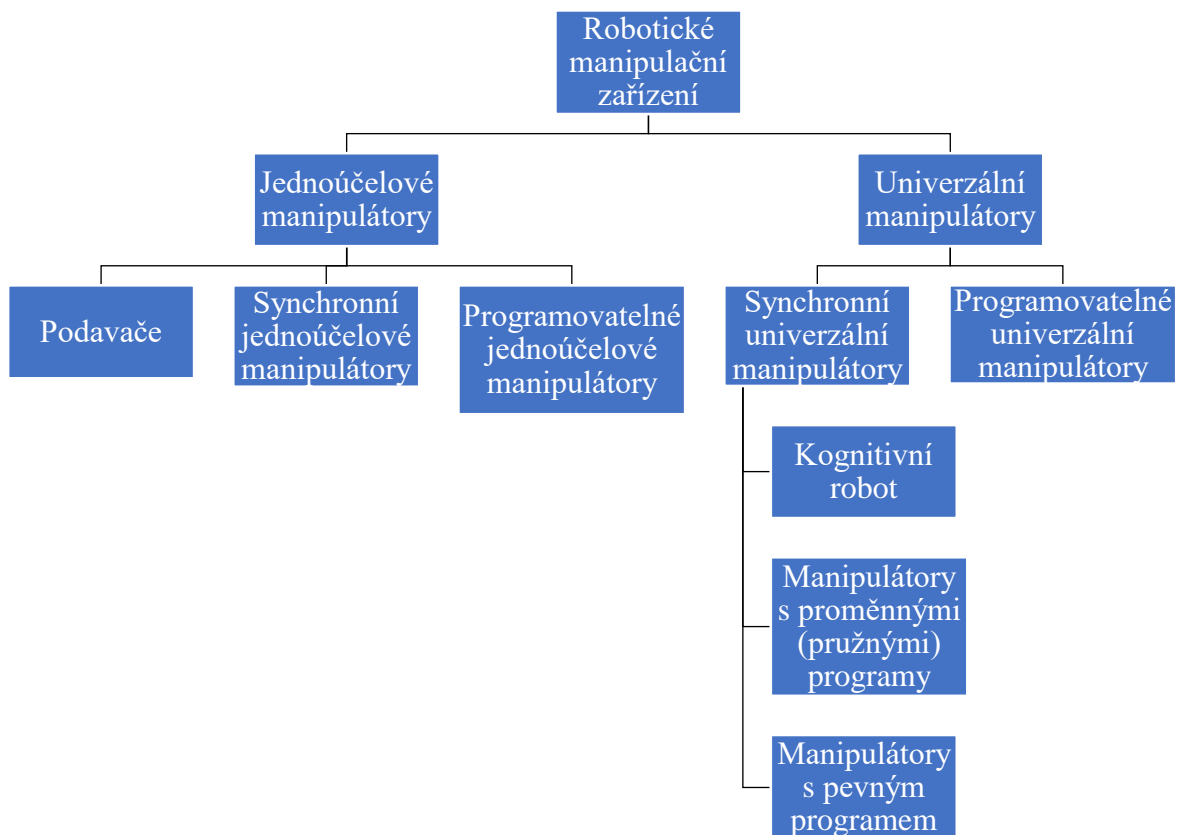 Robotické
manipulační
zařízení
Jednoúčelové
manipulátory
Univerzální
manipulátory
Podavače
Synchronní
jednoúčelové
manipulátory
Programovatelné
jednoúčelové
manipulátory
Synchronní
univerzální
manipulátory
Programovatelné
univerzální
manipulátory
Kognitivní
robot
Manipulátory
s proměnnými
(pružnými)
programy
Manipulátory
s pevným
programem